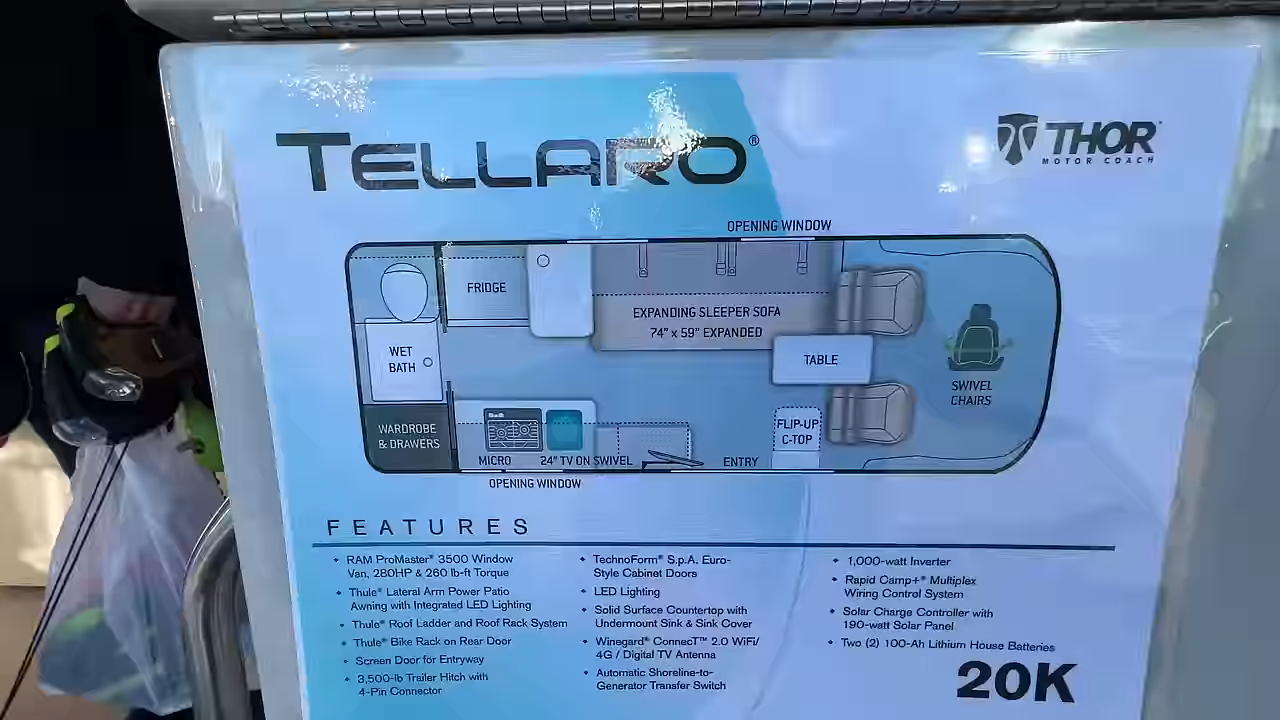 TELLARO®
THOR
MOTOR COACH
OPENING WINDOW
FRIDGE
EXPANDING SLEEPER SOFA
74" x 59" EXPANDED
WET
BATH
TABLE
SWIVEL
CHAIRS
WARDROBE
& DRAWERS
FLIP-UP
C-TOP
MICRO
24" TV ON SWIVEL
ENTRY
OPENING WINDOW
FEATURES
• RAM ProMaster® 3500 Window
Van, 280HP & 260 lb-ft Torque
• Thule® Lateral Arm Power Patio
Awning with Integrated LED Lighting
• Thule® Roof Ladder and Roof Rack System
• Thule® Bike Rack on Rear Door
• Screen Door for Entryway
• 3,500-lb Trailer Hitch with
4-Pin Connector
• TechnoForm® S.p.A. Euro-
Style Cabinet Doors
• LED Lighting
• Solid Surface Countertop with
Undermount Sink & Sink Cover
• Winegard® ConnecT™ 2.0 WiFi/
4G / Digital TV Antenna
• Automatic Shoreline-to-
Generator Transfer Switch
• 1,000-watt Inverter
• Rapid Camp+® Multiplex
Wiring Control System
• Solar Charge Controller with
190-watt Solar Panel
• Two (2) 100-Ah Lithium House Batteries
20K